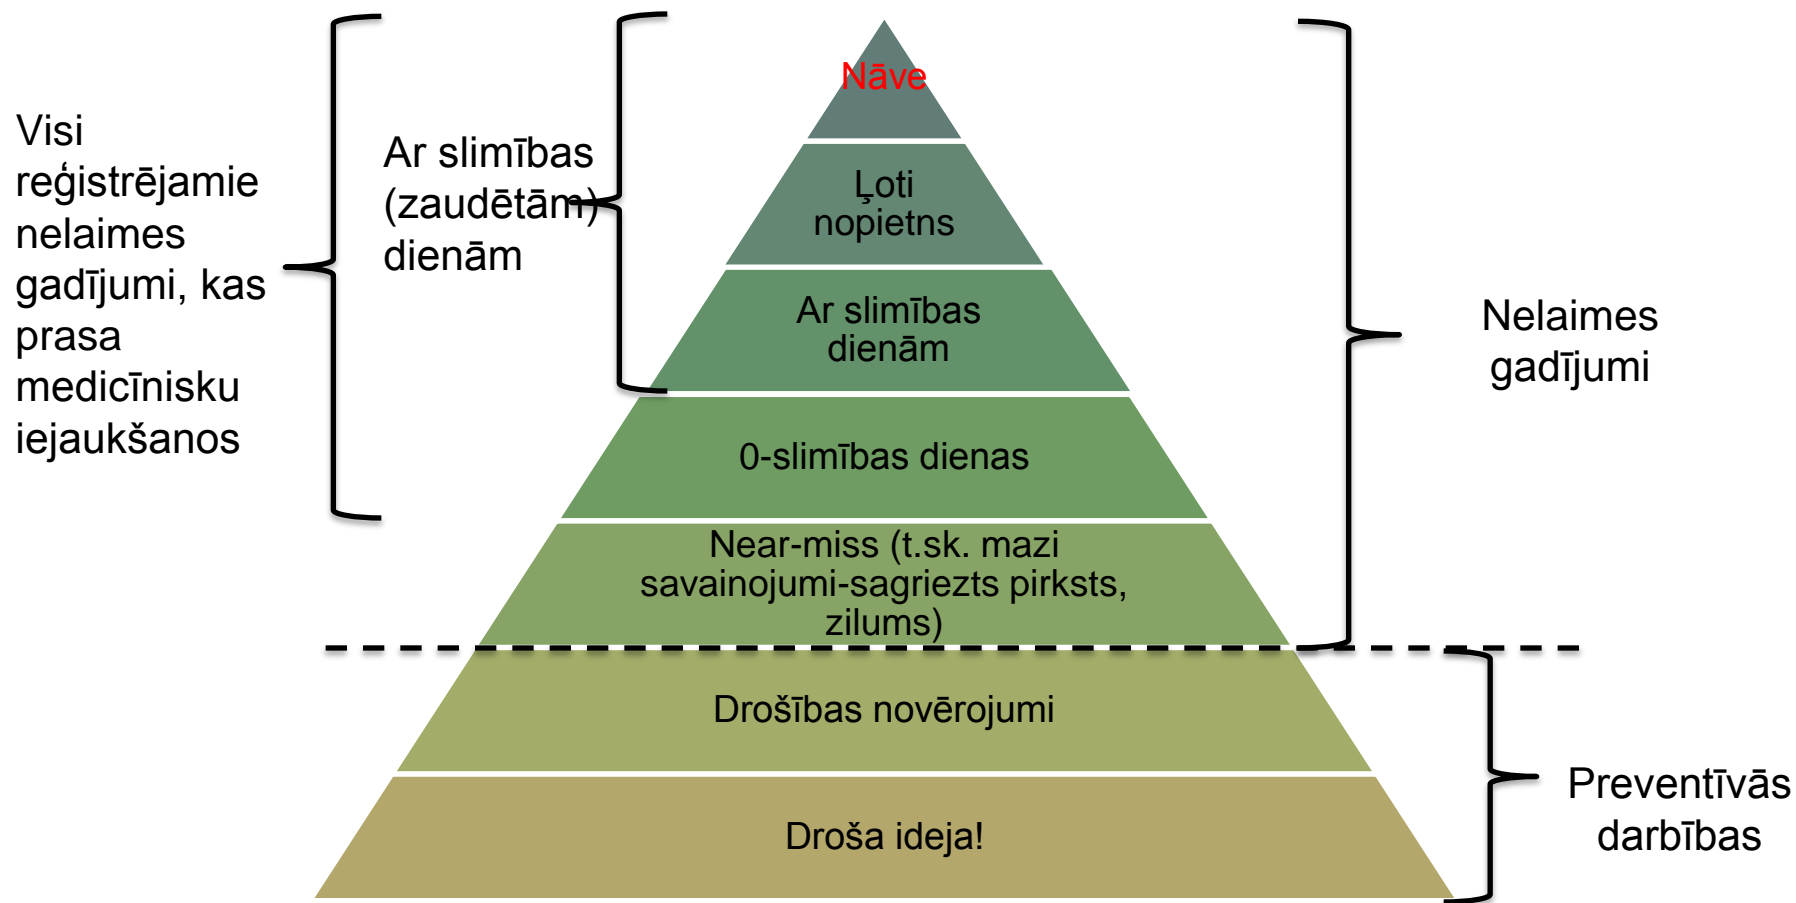 Visi
reģistrējamie
nelaimes
gadījumi, kas
prasa
medicīnisku
iejaukšanos
Ar slimības
(zaudētām)
dienām
Nāve
Ļoti
nopietns
Ar slimības
dienām
0-slimības dienas
Near-miss (t.sk. mazi
savainojumi-sagriezts pirksts,
zilums)
Drošības novērojumi
Droša ideja!
Nelaimes
gadījumi
Preventīvās
darbības